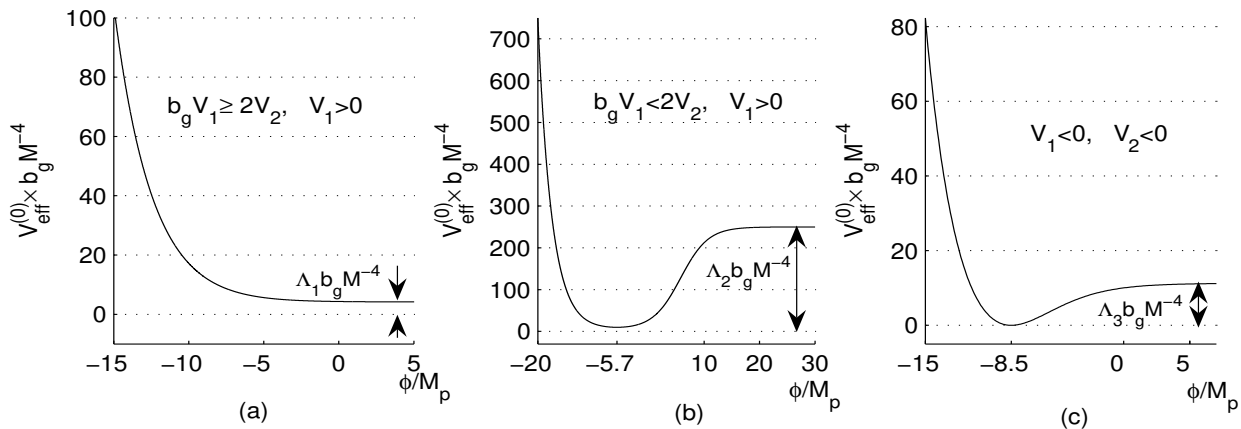 100
80
60
40
20
0
−15
−10
−5
0
5
V_eff^(0) × b_g M^−4
b_g V_1 ≥ 2V_2, V_1>0
Λ_1 b_g M^−4
ϕ/M_p
(a)
700
600
500
400
300
200
100
0
−20
−5.7
10
20
30
V_eff^(0) × b_g M^−4
b_g V_1<2V_2, V_1>0
Λ_2 b_g M^−4
ϕ/M_p
(b)
80
60
40
20
0
−15
−8.5
0
5
V_eff^(0) × b_g M^−4
V_1<0, V_2<0
Λ_3 b_g M^−4
ϕ/M_p
(c)